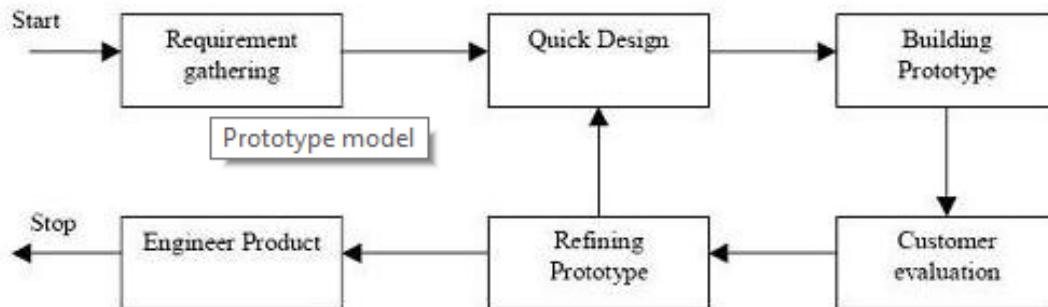 Start
Requirement
gathering
Quick Design
Building
Prototype
Prototype model
Stop
Engineer Product
Refining
Prototype
Customer
evaluation